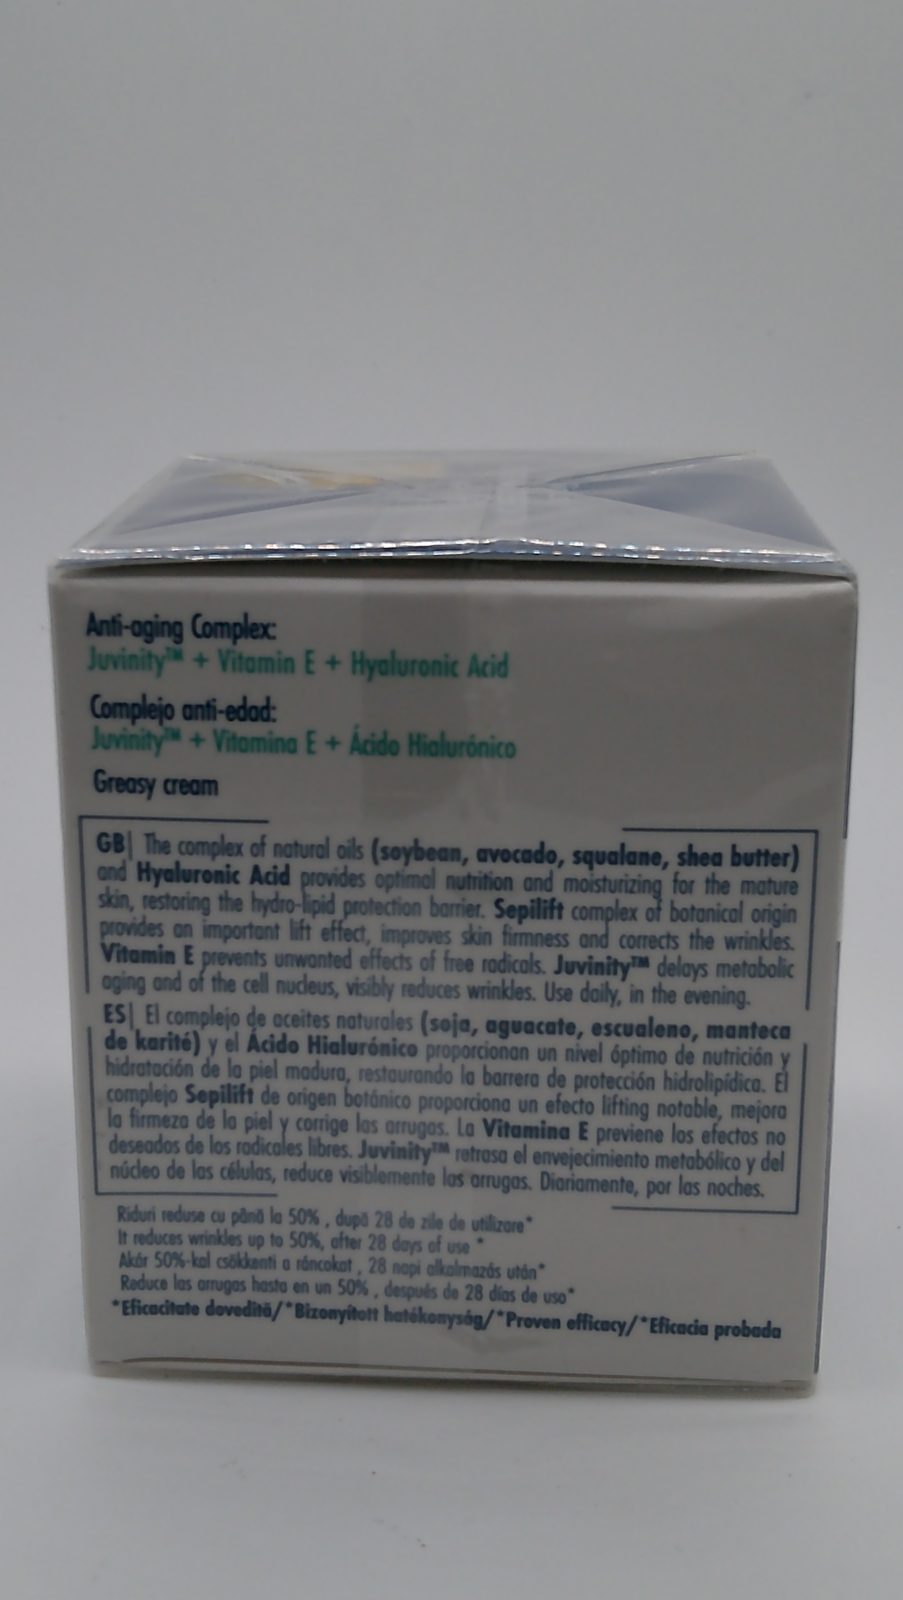 Anti-aging Complex:
Juvinity™ + Vitamin E + Hyaluronic Acid
Complejo anti-edad:
Juvinity™ + Vitamina E + Ácido Hialurónico
Greasy cream
GB| The complex of natural oils (soybean, avocado, squalane, shea butter)
and Hyaluronic Acid provides optimal nutrition and moisturizing for the mature
skin, restoring the hydro-lipid protection barrier. Sepilift complex of botanical origin
provides an important lift effect, improves skin firmness and corrects the wrinkles.
Vitamin E prevents unwanted effects of free radicals. Juvinity™ delays metabolic
aging and of the cell nucleus, visibly reduces wrinkles. Use daily, in the evening.
ES| El complejo de aceites naturales (soja, aguacate, escualeno, manteca
de karité) y el Ácido Hialurónico proporcionan un nivel óptimo de nutrición y
hidratación de la piel madura, restaurando la barrera de protección hidrolipídica. El
complejo Sepilift de origen botánico proporciona un efecto lifting notable, mejora
la firmeza de la piel y corrige las arrugas. La Vitamina E previene los efectos no
deseados de los radicales libres. Juvinity™ retrasa el envejecimiento metabólico y del
núcleo de las células, reduce visiblemente las arrugas. Diariamente, por las noches.
Riduri reduse cu până la 50% , după 28 de zile de utilizare*
It reduces wrinkles up to 50%, after 28 days of use *
Akár 50%-kal csökkenti a ráncokat , 28 napi alkalmazás után*
Reduce las arrugas hasta en un 50% , después de 28 días de uso*
*Eficacitate dovedită/*Bizonyított hatékonyság/*Proven efficacy/*Eficacia probada